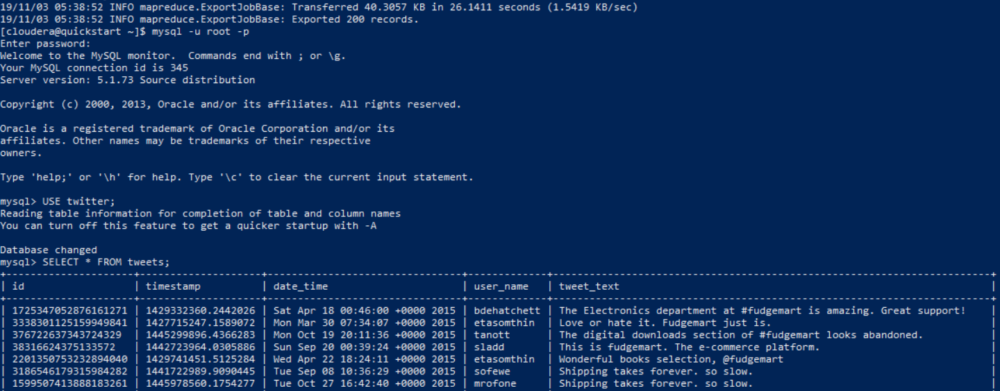 19/11/03 05:38:52 INFO mapreduce.ExportJobBase: Transferred 40.3057 KB in 26.1411 seconds (1.5419 KB/sec)
19/11/03 05:38:52 INFO mapreduce.ExportJobBase: Exported 200 records.
[cloudera@quickstart ~]$ mysql -u root -p
Enter password:
Welcome to the MySQL monitor.  Commands end with ; or \g.
Your MySQL connection id is 345
Server version: 5.1.73 Source distribution
Copyright (c) 2000, 2013, Oracle and/or its affiliates. All rights reserved.
Oracle is a registered trademark of Oracle Corporation and/or its
affiliates. Other names may be trademarks of their respective
owners.
Type 'help;' or '\h' for help. Type '\c' to clear the current input statement.
mysql> USE twitter;
Reading table information for completion of table and column names
You can turn off this feature to get a quicker startup with -A
Database changed
mysql> SELECT * FROM tweets;
| id | timestamp | date_time | user_name | tweet_text |
| 1725347052876161271 | 1429332360.2442026 | Sat Apr 18 00:46:00 +0000 2015 | bdehatchett | The Electronics department at #fudgemart is amazing. Great support! |
| 3338301125159949841 | 1427715247.1589072 | Mon Mar 30 07:34:07 +0000 2015 | etasomthin | Love or hate it. Fudgemart just is. |
| 376722637343724329 | 1445299896.4366283 | Mon Oct 19 20:11:36 +0000 2015 | tanott | The digital downloads section of #fudgemart looks abandoned. |
| 38316624375133572 | 1442723964.0305886 | Sun Sep 20 00:39:24 +0000 2015 | sladd | This is fudgemart. The e-commerce platform. |
| 2201350753232894040 | 1429741451.5125284 | Wed Apr 22 18:24:11 +0000 2015 | etasomthin | Wonderful books selection, @fudgemart |
| 3186546179315984282 | 1441722989.9090445 | Tue Sep 08 10:36:29 +0000 2015 | sofewe | Shipping takes forever. so slow. |
| 1599507413888183261 | 1445978560.1754277 | Tue Oct 27 16:42:40 +0000 2015 | mrofone | Shipping takes forever. so slow. |